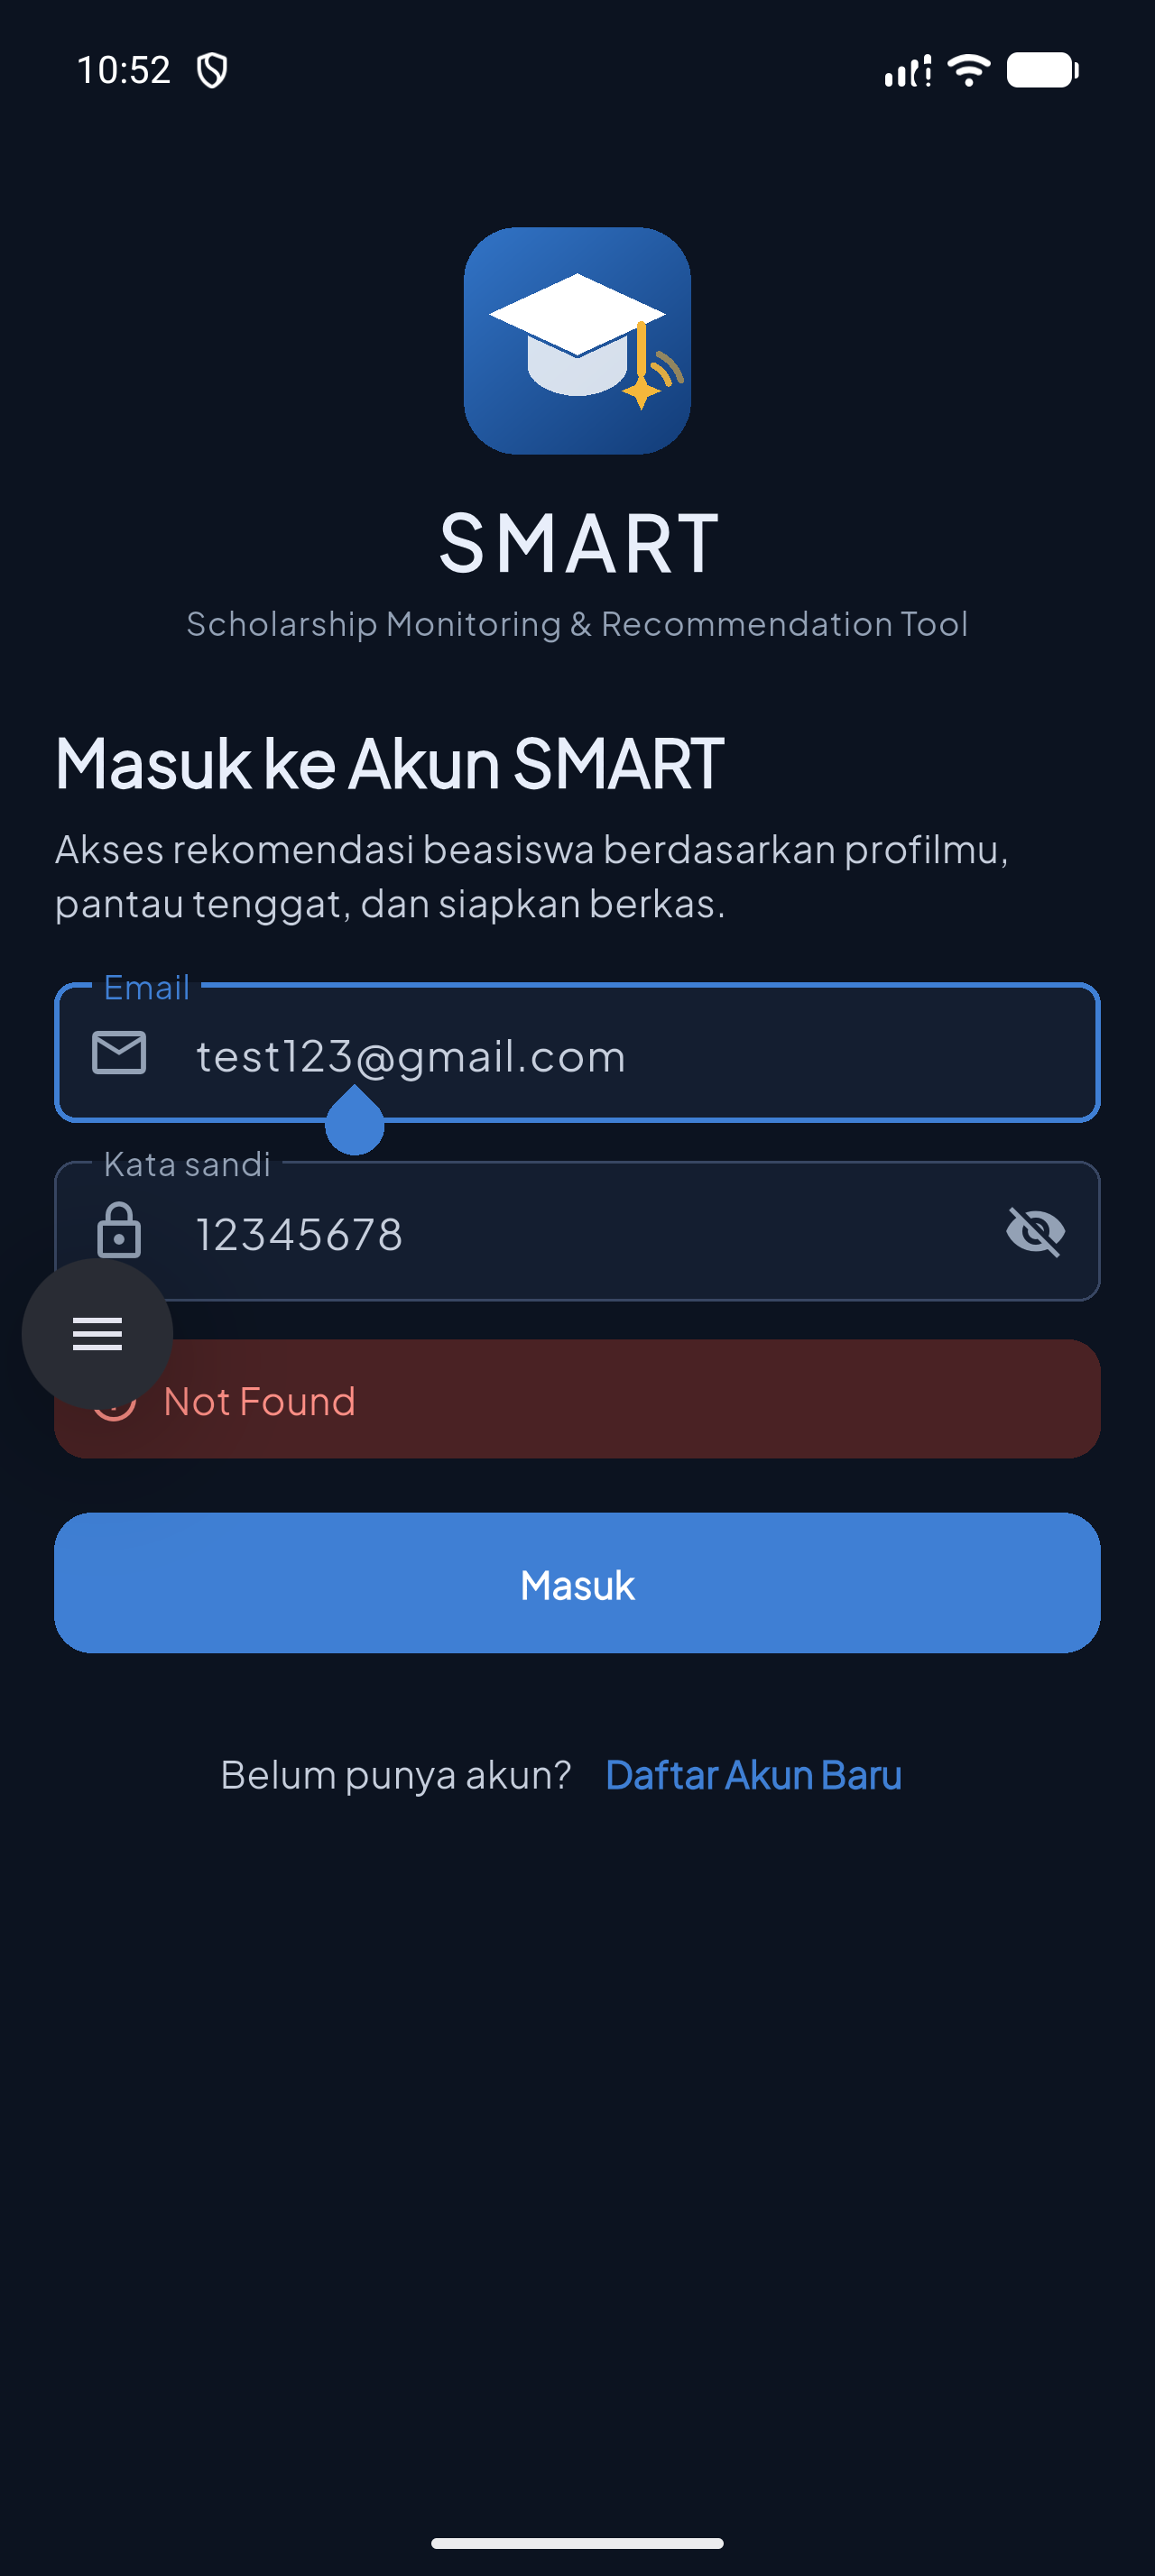 10:52
SMART
Scholarship Monitoring & Recommendation Tool
Masuk ke Akun SMART
Akses rekomendasi beasiswa berdasarkan profilmu,
pantau tenggat, dan siapkan berkas.
Email
test123@gmail.com
Kata sandi
12345678
Not Found
Masuk
Belum punya akun? Daftar Akun Baru